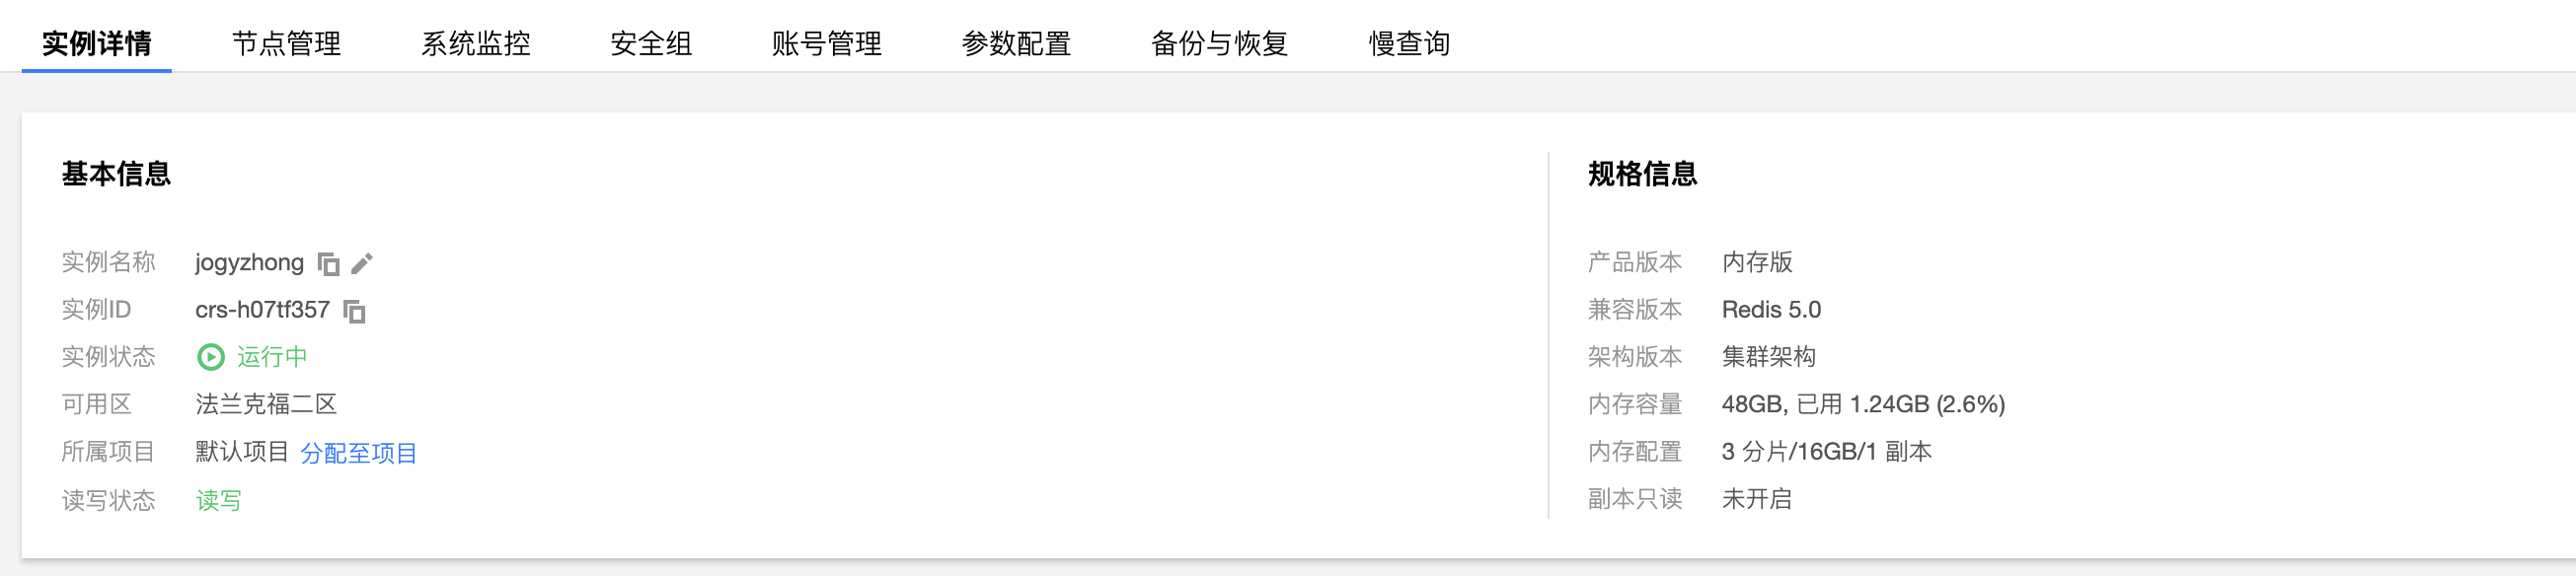 实例详情 节点管理 系统监控 安全组 账号管理 参数配置 备份与恢复 慢查询
基本信息
实例名称 jogyzhong
实例ID crs-h07tf357
实例状态 运行中
可用区 法兰克福二区
所属项目 默认项目 分配至项目
读写状态 读写
规格信息
产品版本 内存版
兼容版本 Redis 5.0
架构版本 集群架构
内存容量 48GB, 已用 1.24GB (2.6%)
内存配置 3 分片/16GB/1 副本
副本只读 未开启